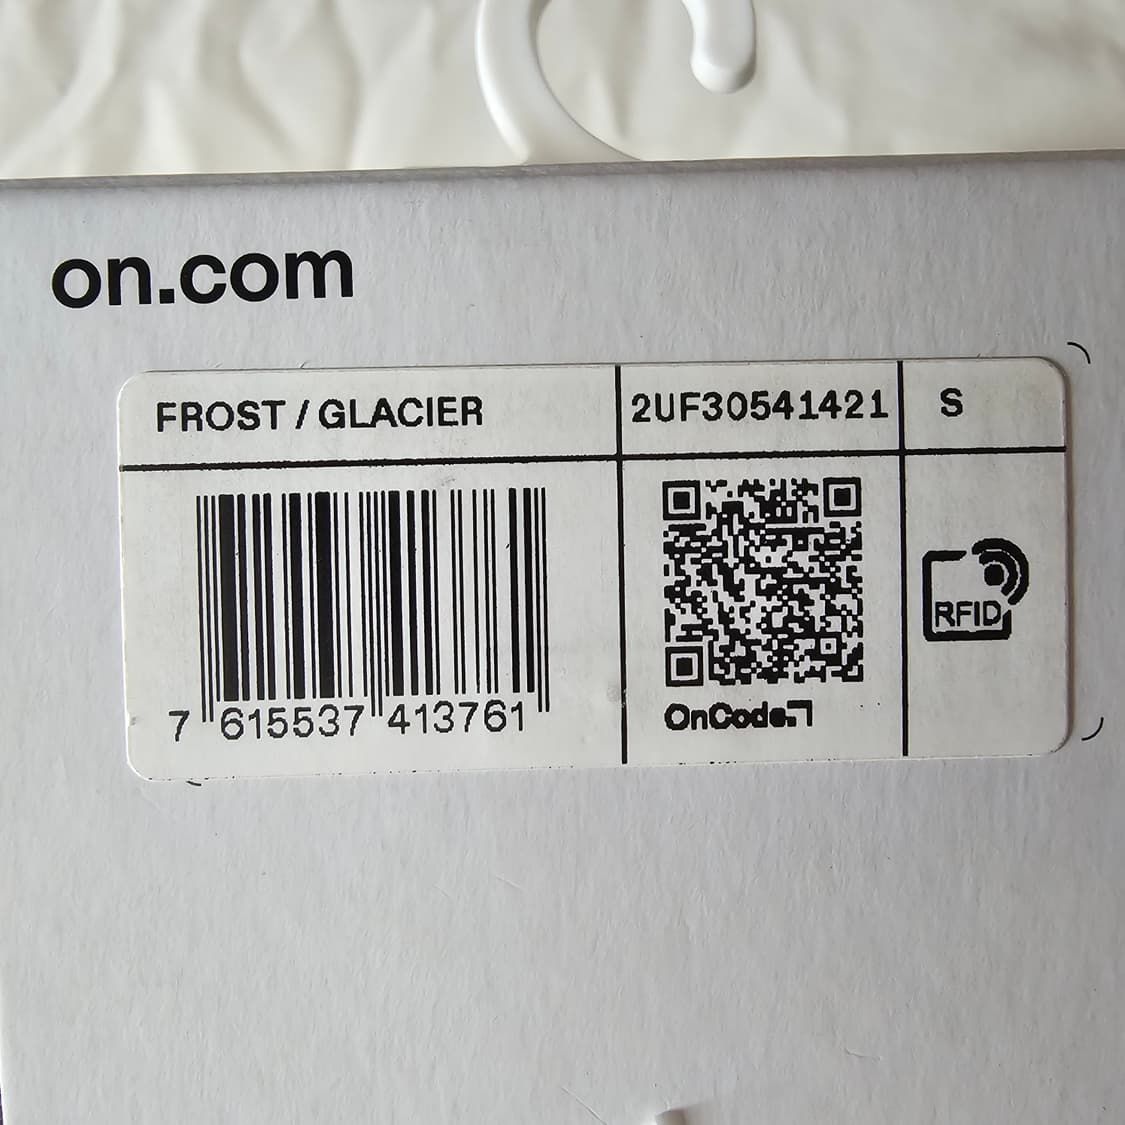 on.com
FROST / GLACIER
2UF30541421
S
7 615537 413761
OnCode
RFID